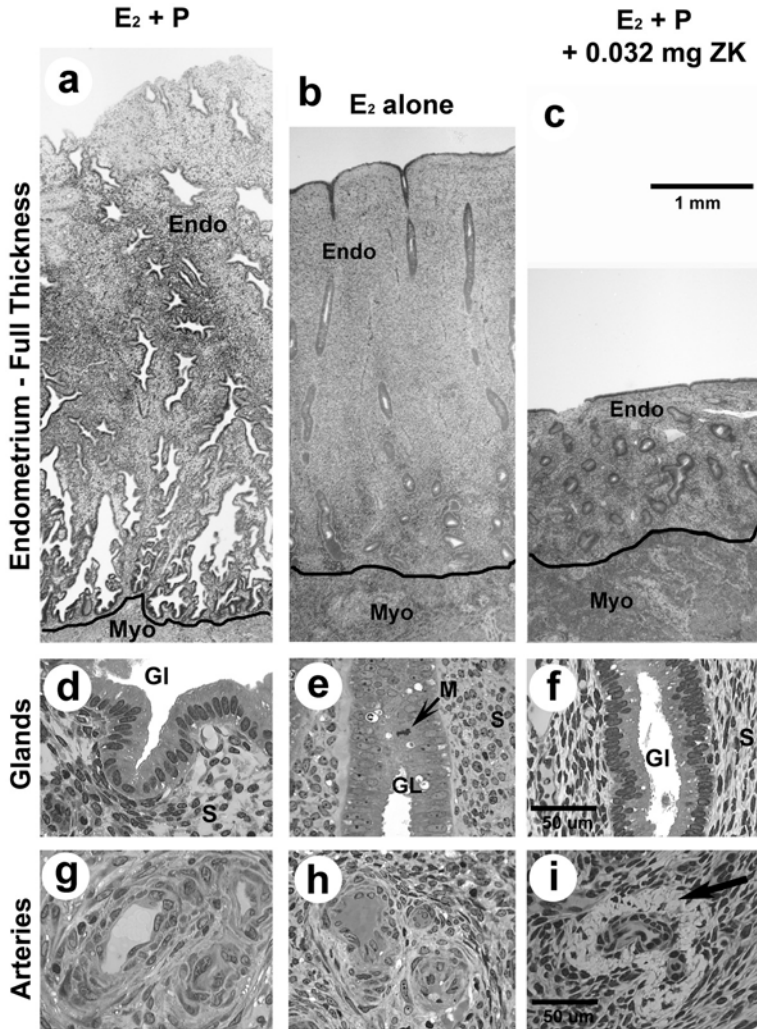 E₂ + P
E₂ alone
E₂ + P
+ 0.032 mg ZK
Endometrium - Full Thickness
a
Endo
Myo
b
Endo
Myo
c
1 mm
Endo
Myo
Glands
d
Gl
S
e
M
S
GL
f
Gl
S
50 um
Arteries
g
h
i
50 um